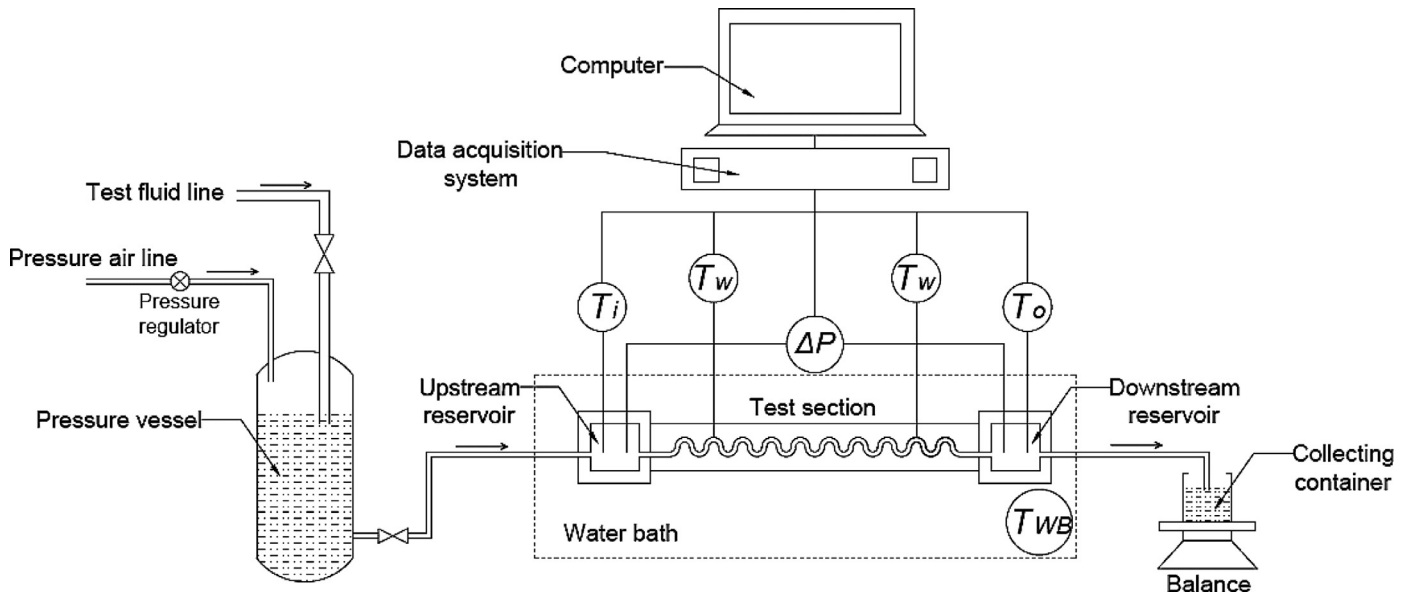 Computer
Data acquisition
system
Test fluid line
Pressure air line
Pressure
regulator
Tw
Tw
Ti
To
ΔP
Upstream
reservoir
Test section
Downstream
reservoir
Pressure vessel
Collecting
container
Water bath
TWB
Balance